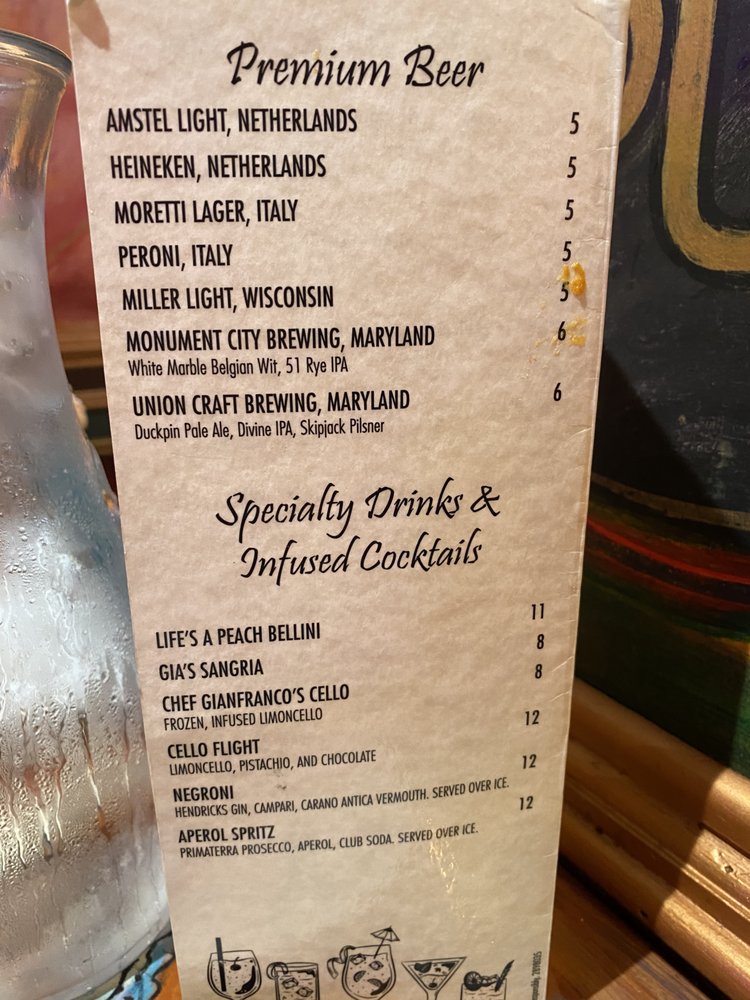 Premium Beer
AMSTEL LIGHT, NETHERLANDS 5
HEINEKEN, NETHERLANDS 5
MORETTI LAGER, ITALY 5
PERONI, ITALY 5
MILLER LIGHT, WISCONSIN 5
MONUMENT CITY BREWING, MARYLAND 6
White Marble Belgian Wit, 51 Rye IPA
UNION CRAFT BREWING, MARYLAND 6
Duckpin Pale Ale, Divine IPA, Skipjack Pilsner
Specialty Drinks &
Infused Cocktails
LIFE'S A PEACH BELLINI 11
GIA'S SANGRIA 8
CHEF GIANFRANCO'S CELLO 8
FROZEN, INFUSED LIMONCELLO
CELLO FLIGHT 12
LIMONCELLO, PISTACHIO, AND CHOCOLATE
NEGRONI 12
HENDRICKS GIN, CAMPARI, CARANO ANTICA VERMOUTH. SERVED OVER ICE.
APEROL SPRITZ 12
PRIMATERRA PROSECCO, APEROL, CLUB SODA. SERVED OVER ICE.